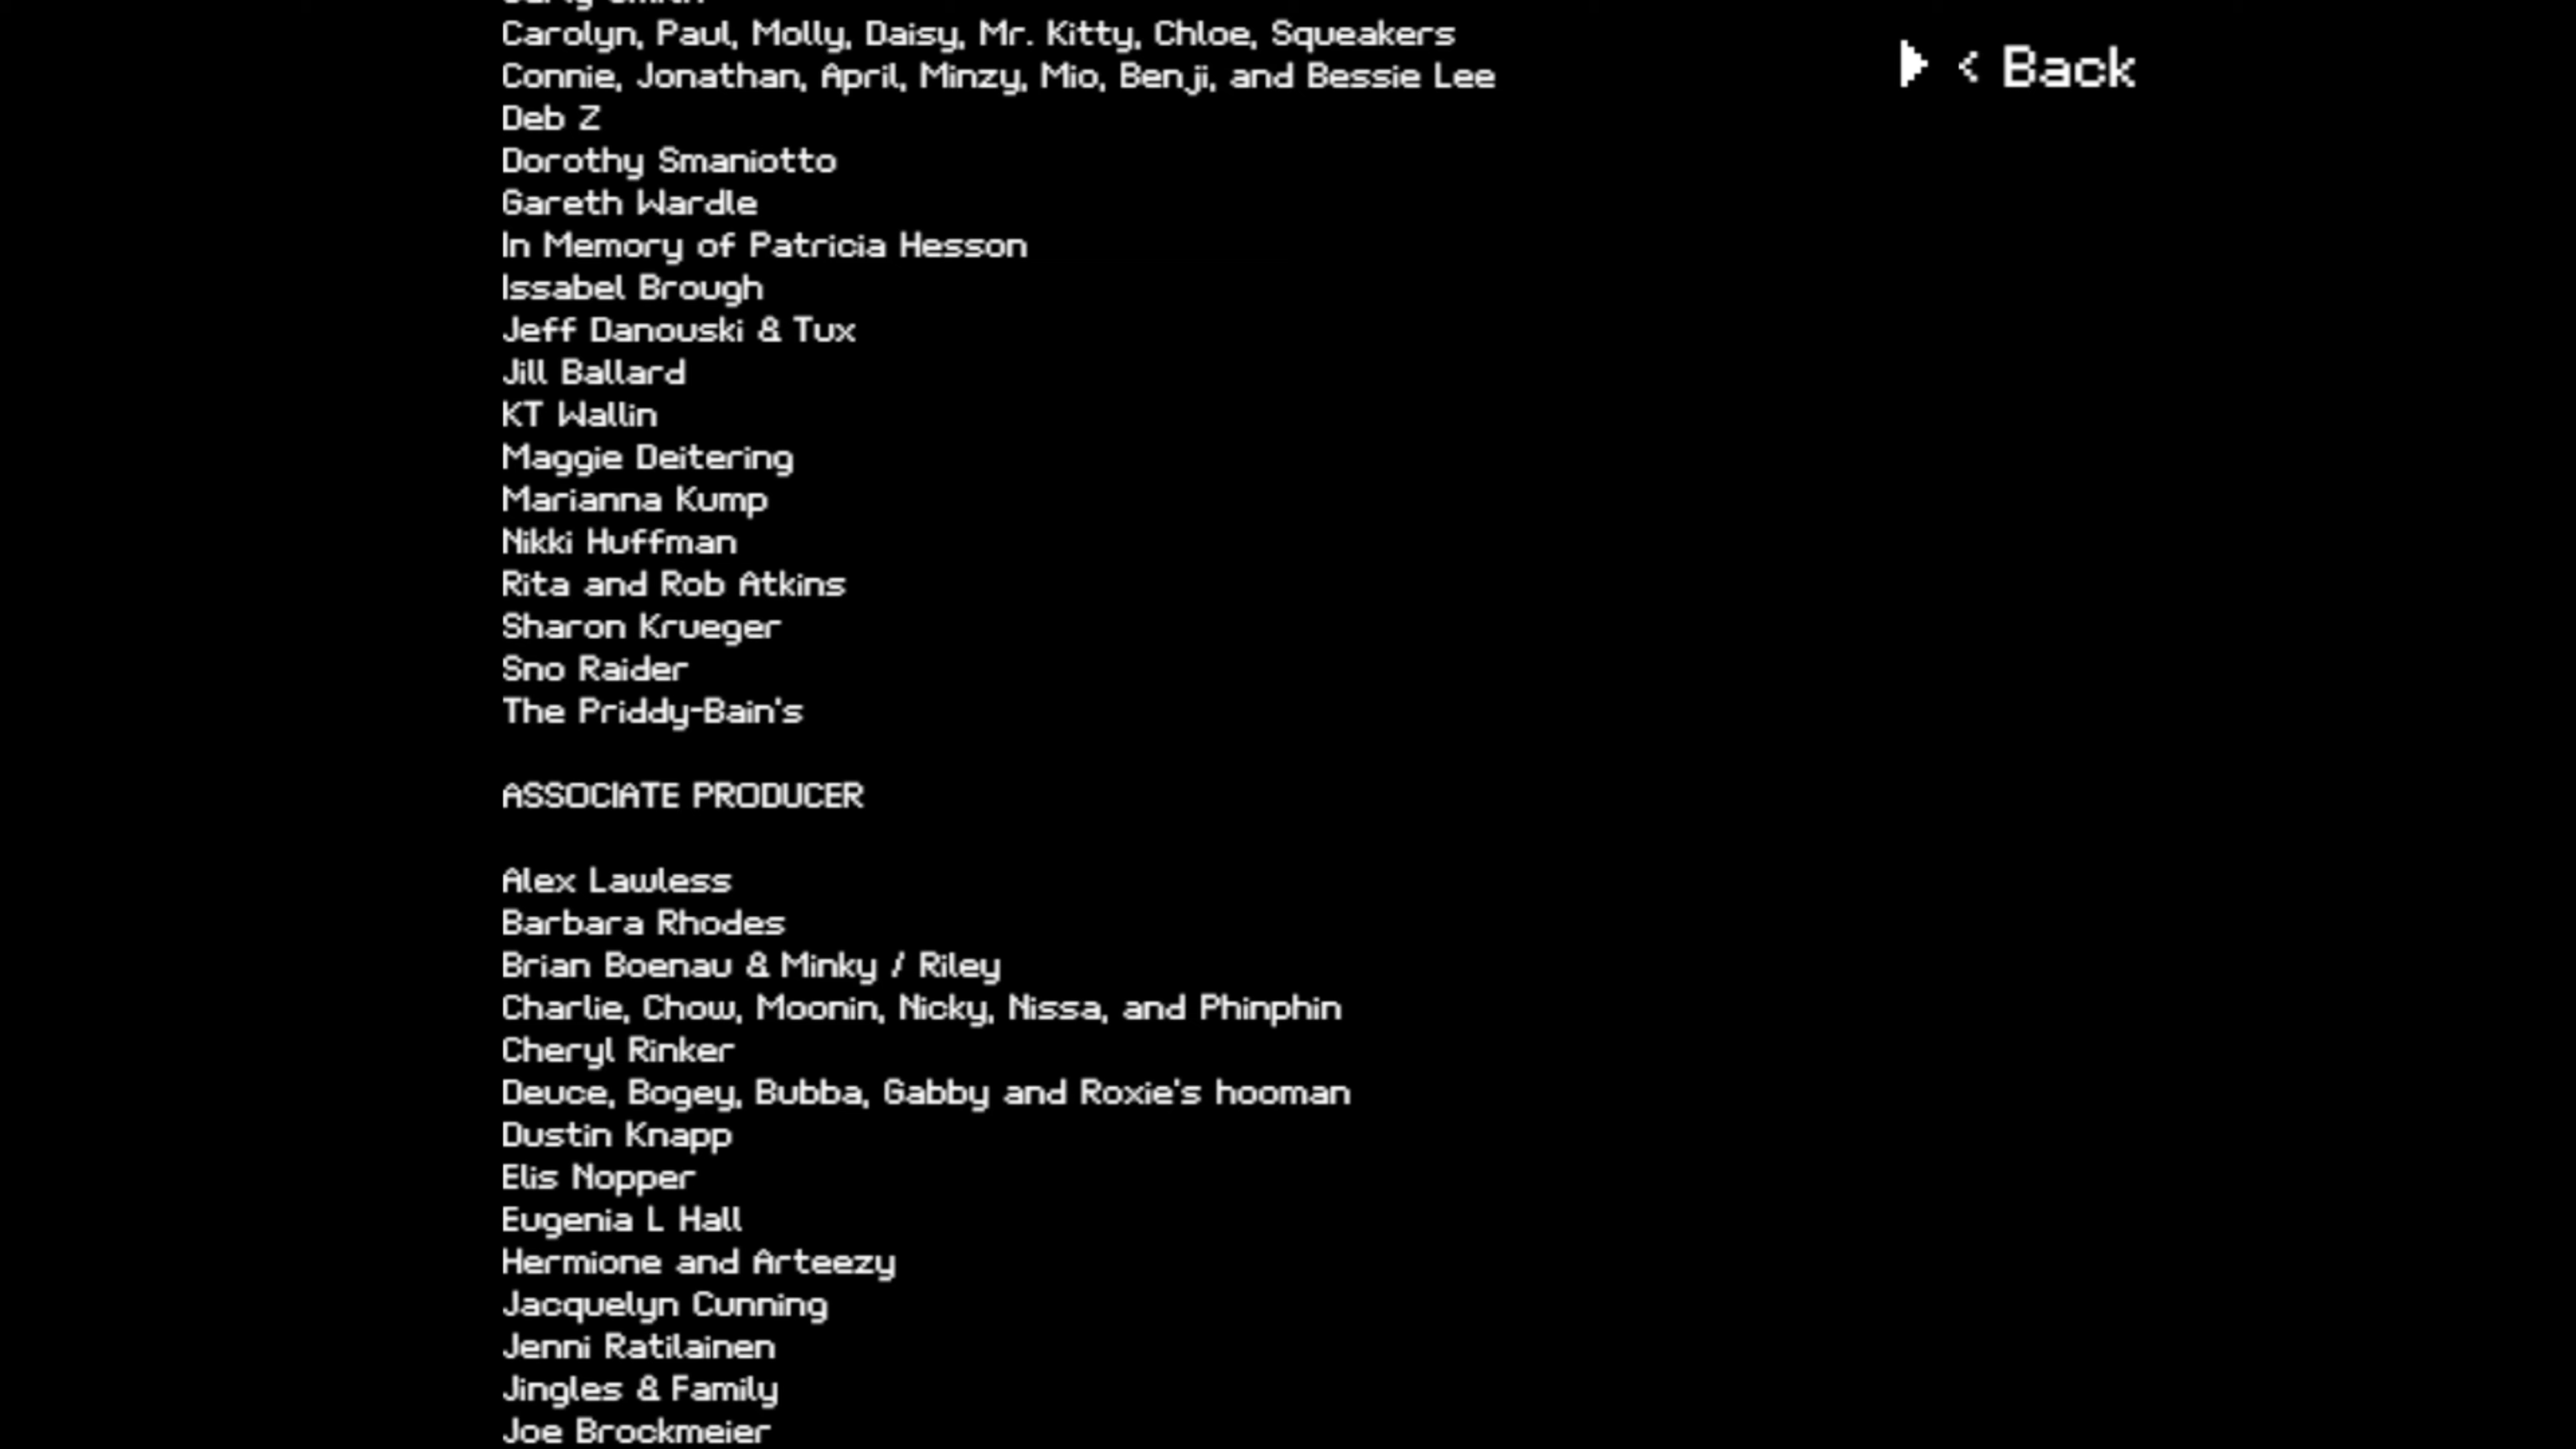 Carolyn, Paul, Molly, Daisy, Mr. Kitty, Chloe, Squeakers
< Back
Connie, Jonathan, April, Minzy, Mio, Benji, and Bessie Lee
Deb Z
Dorothy Smaniotto
Gareth Wardle
In Memory of Patricia Hesson
Issabel Brough
Jeff Danouski & Tux
Jill Ballard
KT Wallin
Maggie Deitering
Marianna Kump
Nikki Huffman
Rita and Rob Atkins
Sharon Krueger
Sno Raider
The Priddy-Bain's
ASSOCIATE PRODUCER
Alex Lawless
Barbara Rhodes
Brian Boenau & Minky / Riley
Charlie, Chow, Moonin, Nicky, Nissa, and Phinphin
Cheryl Rinker
Deuce, Bogey, Bubba, Gabby and Roxie's hooman
Dustin Knapp
Elis Nopper
Eugenia L Hall
Hermione and Arteezy
Jacquelyn Cunning
Jenni Ratilainen
Jingles & Family
Joe Brockmeier